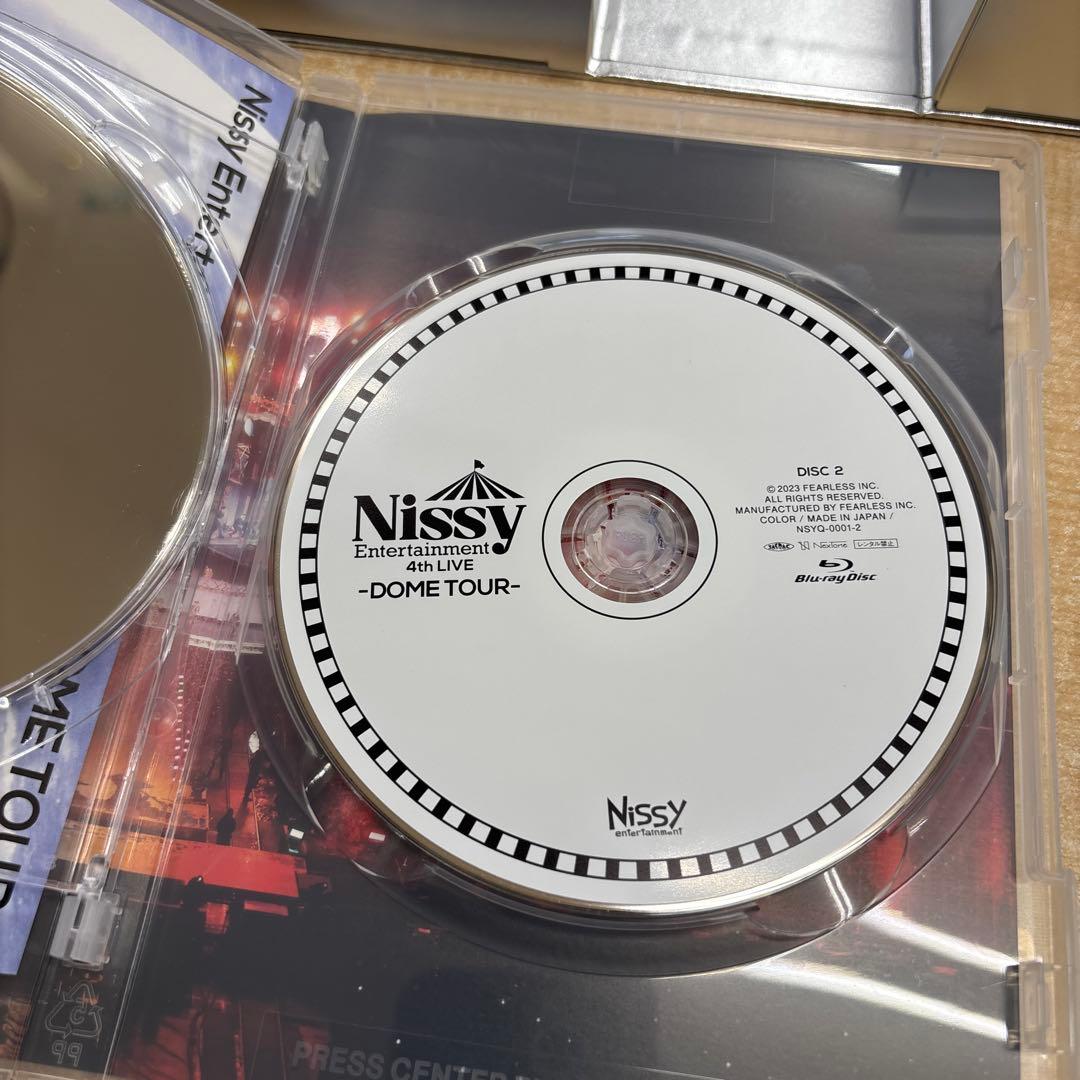 Nissy Entert
ME TOUR
Nissy
Entertainment
4th LIVE
-DOME TOUR-
DISC 2
© 2023 FEARLESS INC.
ALL RIGHTS RESERVED.
MANUFACTURED BY FEARLESS INC.
COLOR / MADE IN JAPAN /
NSYQ-0001-2
JASRAC NexTone レンタル禁止
Blu-ray Disc
Nissy
entertainment
PP
PRESS CENTER